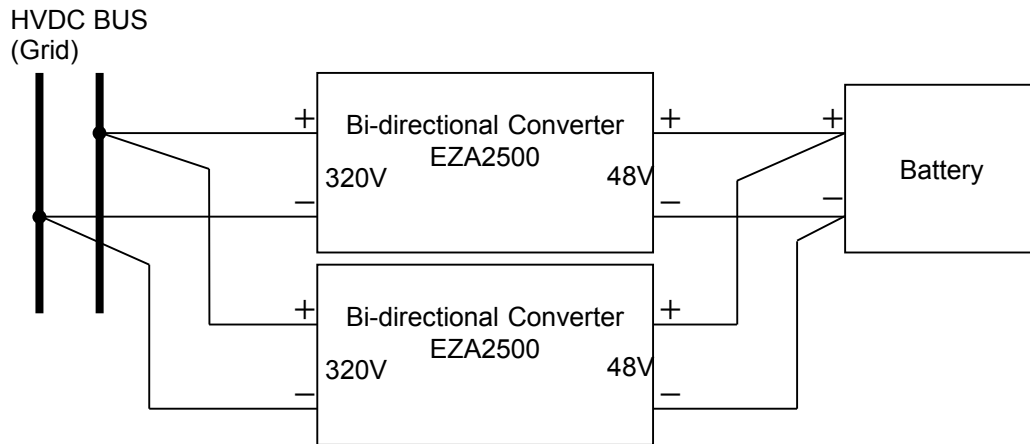 HVDC BUS
(Grid)
+
Bi-directional Converter
EZA2500
320V
48V
−
+
−
+
−
Battery
+
Bi-directional Converter
EZA2500
320V
48V
−
+
−